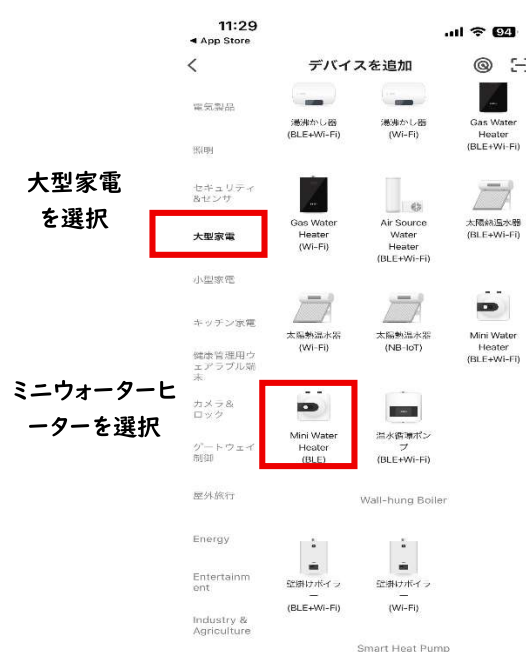 11:29
◄ App Store
94
デバイスを追加
電気製品
照明
セキュリティ
&センサ
大型家電
小型家電
キッチン家電
健康管理用ウ
ェアラブル端
末
カメラ&
ロック
ゲートウェイ
制御
屋外旅行
Energy
Entertainm
ent
Industry &
Agriculture
湯沸かし器
(BLE+Wi-Fi)
湯沸かし器
(Wi-Fi)
Gas Water
Heater
(BLE+Wi-Fi)
Gas Water
Heater
(Wi-Fi)
Air Source
Water
Heater
(BLE+Wi-Fi)
太陽熱温水器
(BLE+Wi-Fi)
太陽熱温水器
(Wi-Fi)
太陽熱温水器
(NB-IoT)
Mini Water
Heater
(BLE+Wi-Fi)
Mini Water
Heater
(BLE)
温水循環ポン
プ
(BLE+Wi-Fi)
Wall-hung Boiler
壁掛けボイラ
ー
(BLE+Wi-Fi)
壁掛けボイラ
ー
(Wi-Fi)
Smart Heat Pump
大型家電
を選択
ミニウォーターヒ
ーターを選択